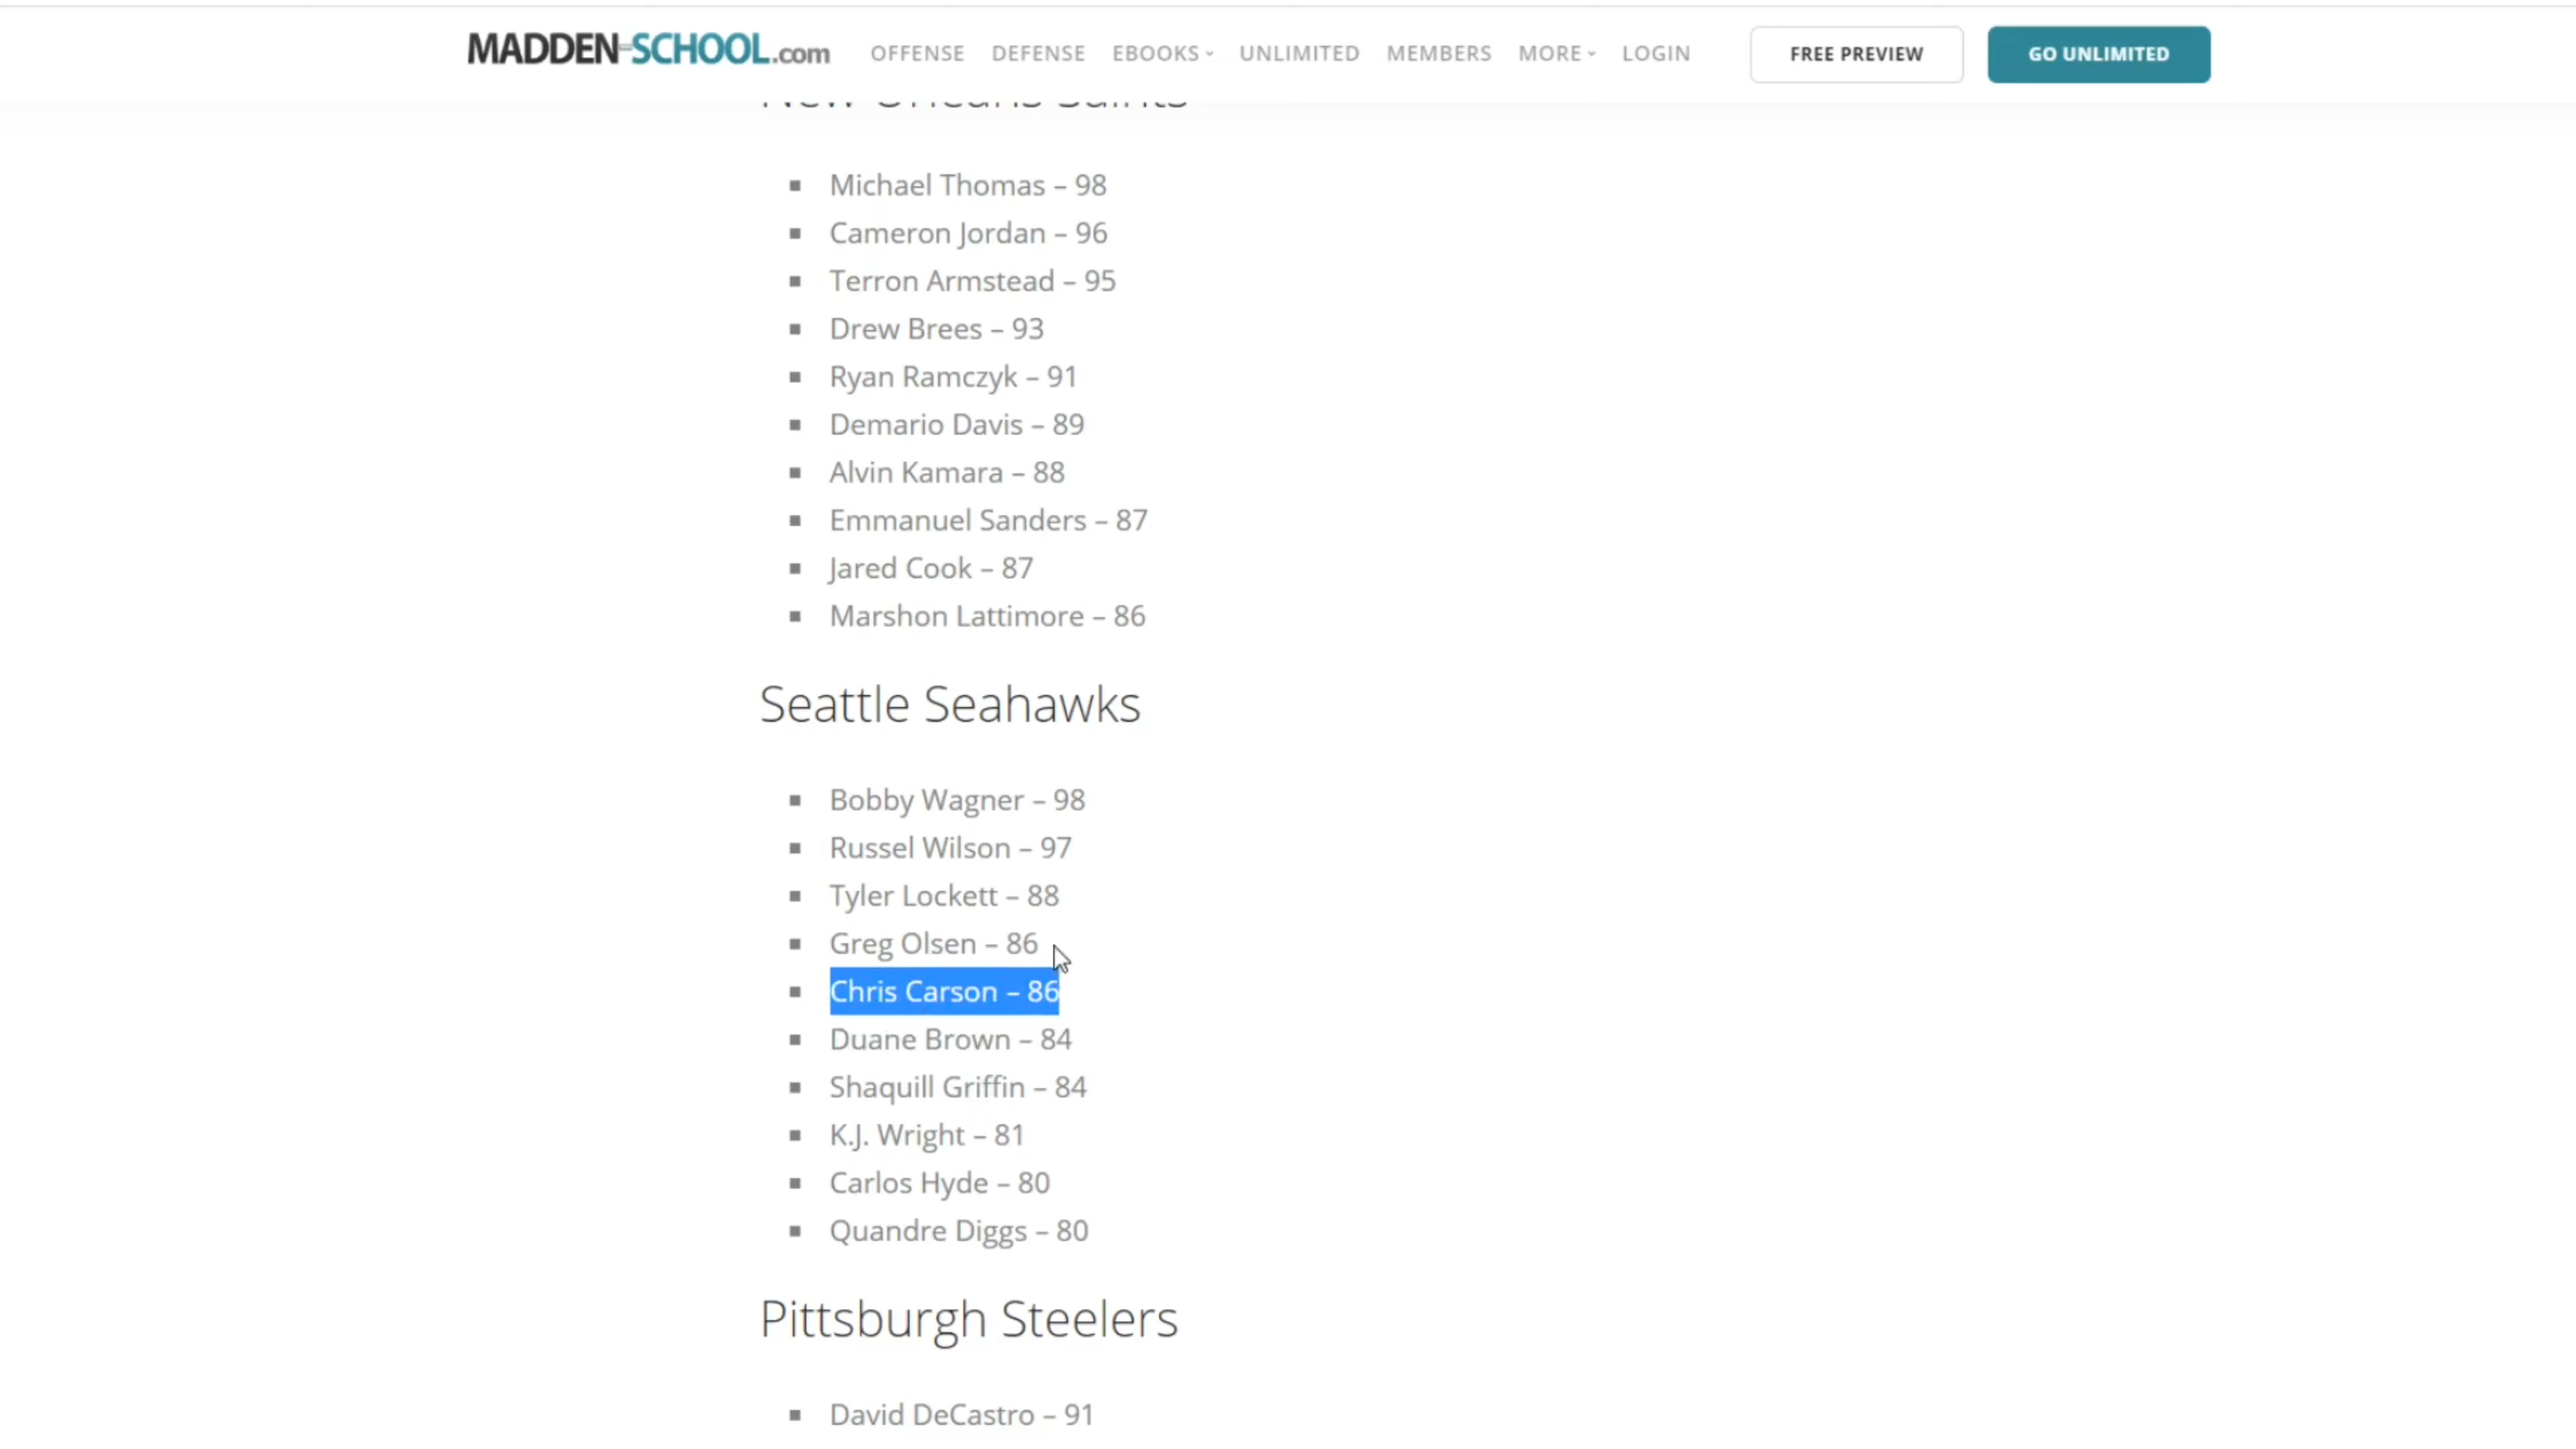 MADDEN-SCHOOL.com OFFENSE DEFENSE EBOOKS UNLIMITED MEMBERS MORE LOGIN FREE PREVIEW GO UNLIMITED
New Orleans Saints
Michael Thomas – 98
Cameron Jordan – 96
Terron Armstead – 95
Drew Brees – 93
Ryan Ramczyk – 91
Demario Davis – 89
Alvin Kamara – 88
Emmanuel Sanders – 87
Jared Cook – 87
Marshon Lattimore – 86
Seattle Seahawks
Bobby Wagner – 98
Russel Wilson – 97
Tyler Lockett – 88
Greg Olsen – 86
Chris Carson – 86
Duane Brown – 84
Shaquill Griffin – 84
K.J. Wright – 81
Carlos Hyde – 80
Quandre Diggs – 80
Pittsburgh Steelers
David DeCastro – 91